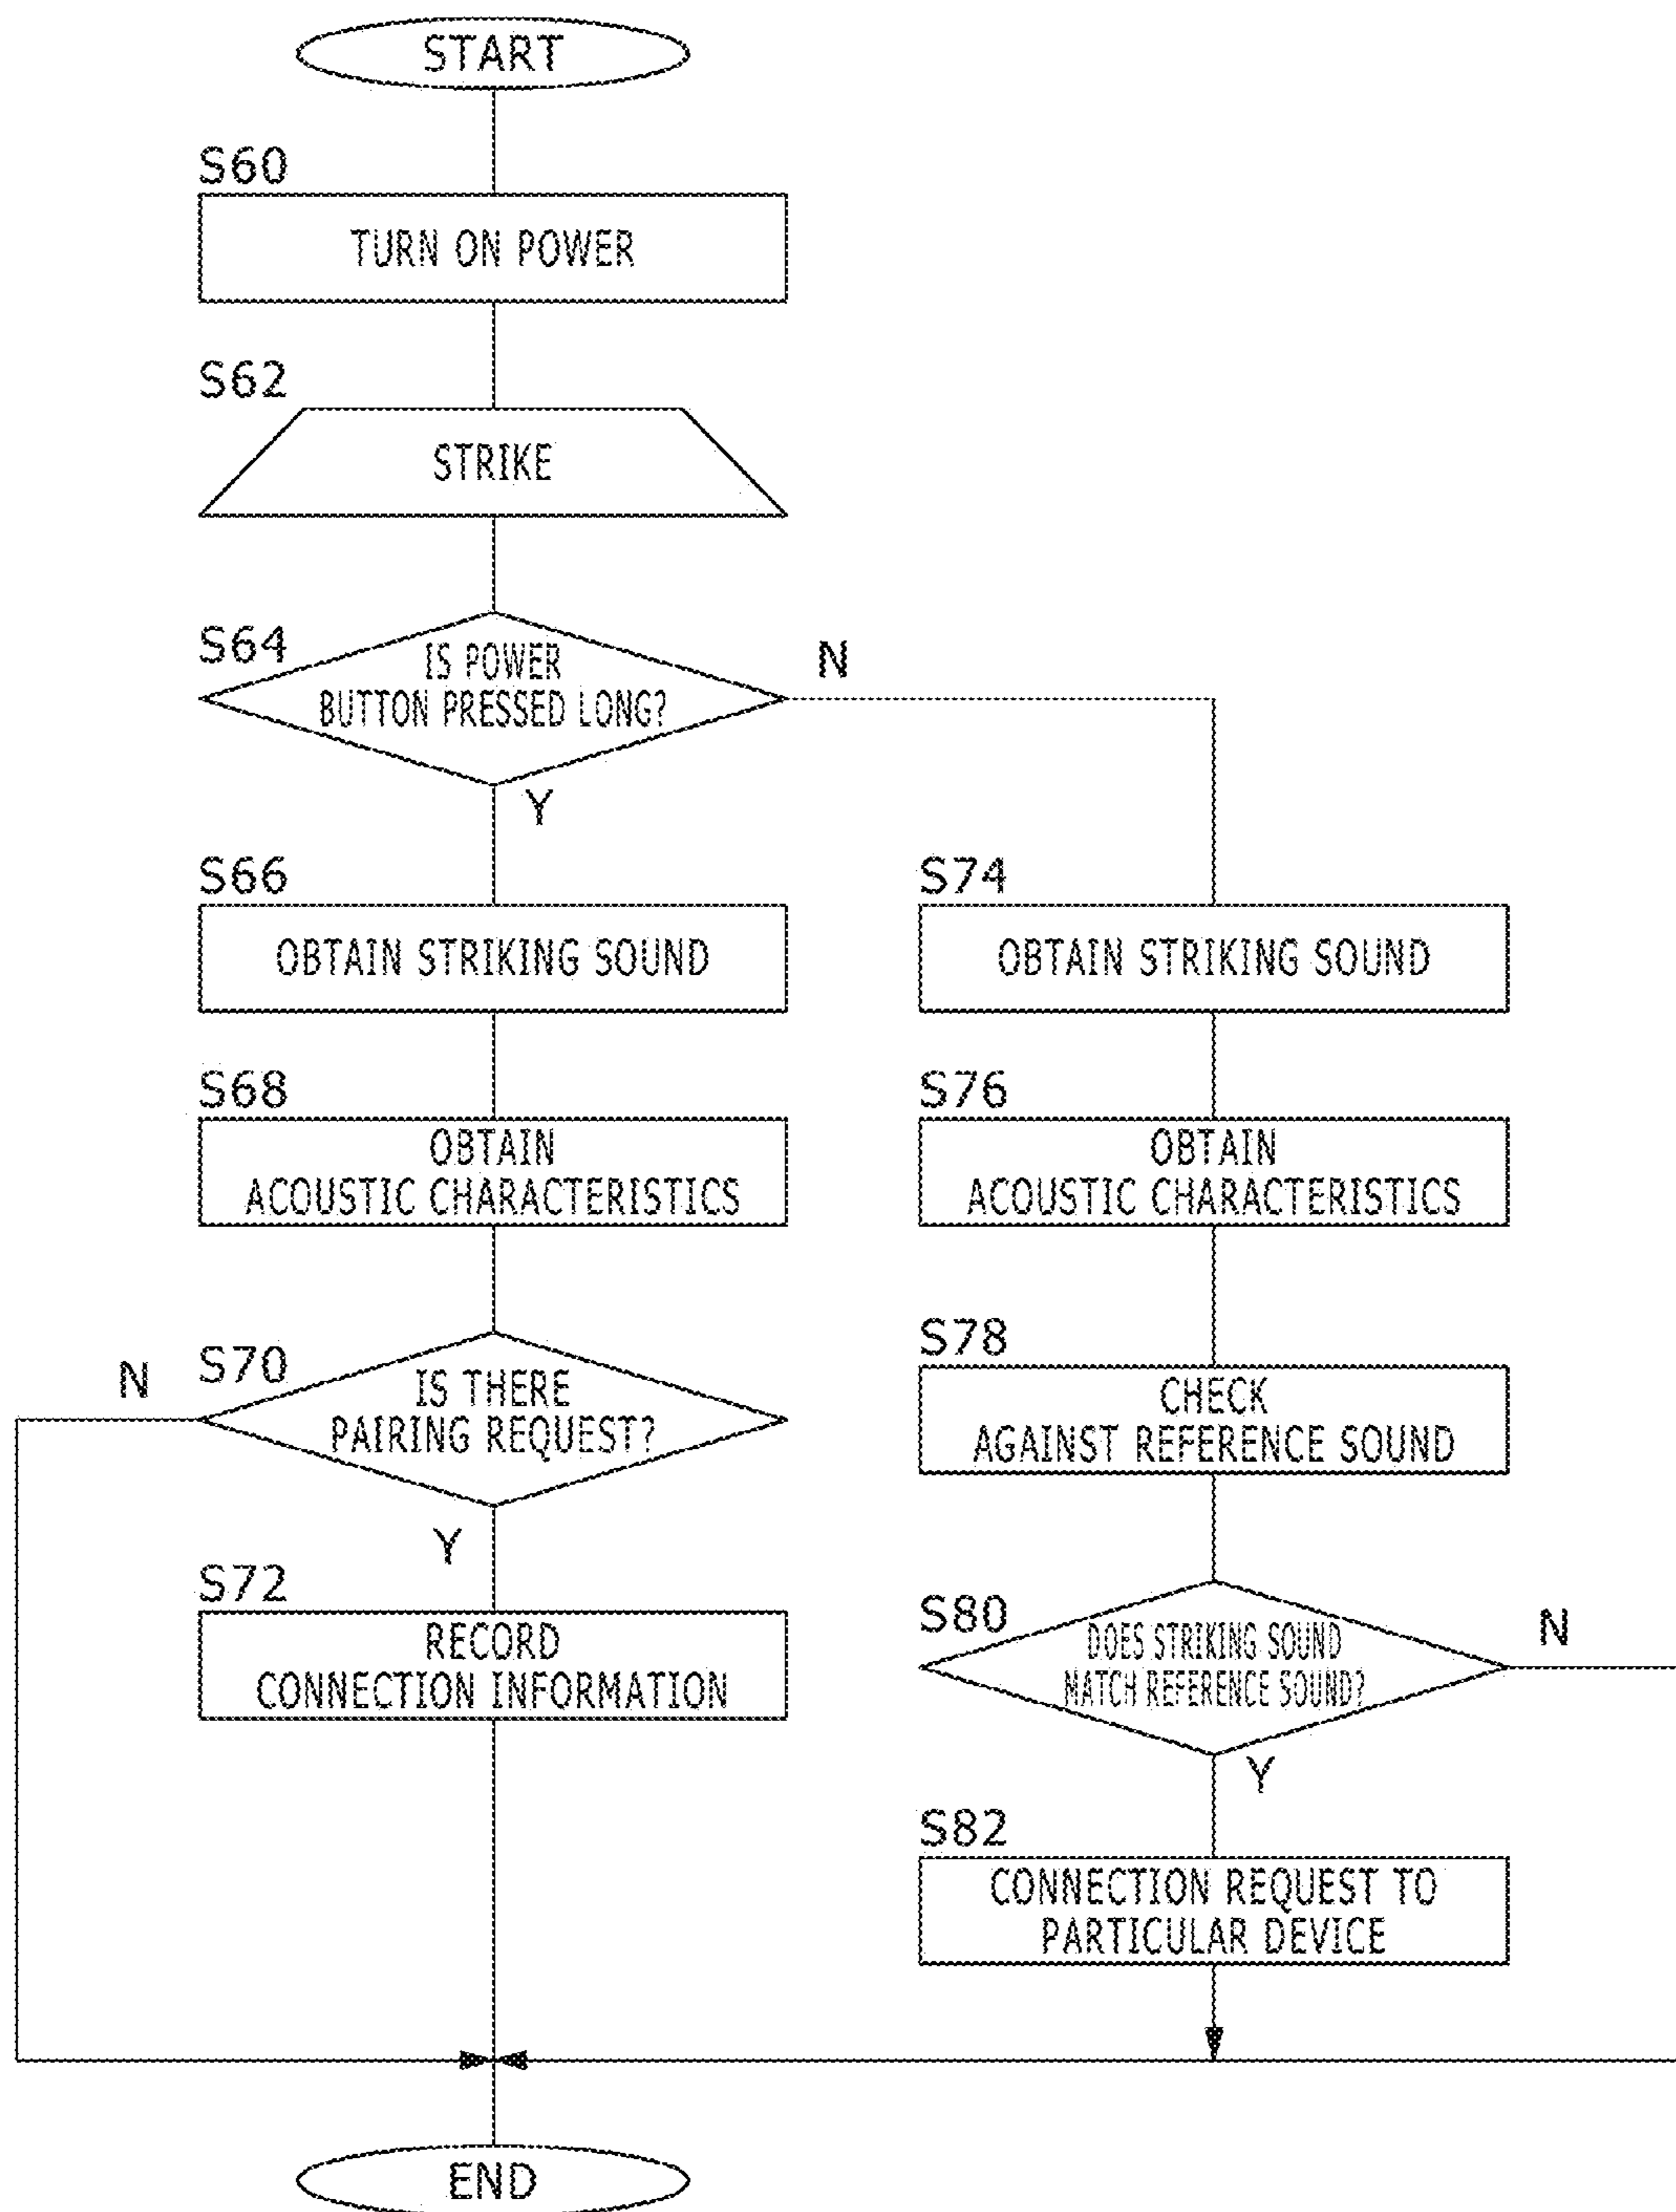 START
S60
TURN ON POWER
S62
STRIKE
S64
IS POWER
BUTTON PRESSED LONG?
N
Y
S66
OBTAIN STRIKING SOUND
S68
OBTAIN
ACOUSTIC CHARACTERISTICS
S70
N
IS THERE
PAIRING REQUEST?
Y
S72
RECORD
CONNECTION INFORMATION
S74
OBTAIN STRIKING SOUND
S76
OBTAIN
ACOUSTIC CHARACTERISTICS
S78
CHECK
AGAINST REFERENCE SOUND
S80
DOES STRIKING SOUND
MATCH REFERENCE SOUND?
N
Y
S82
CONNECTION REQUEST TO
PARTICULAR DEVICE
END